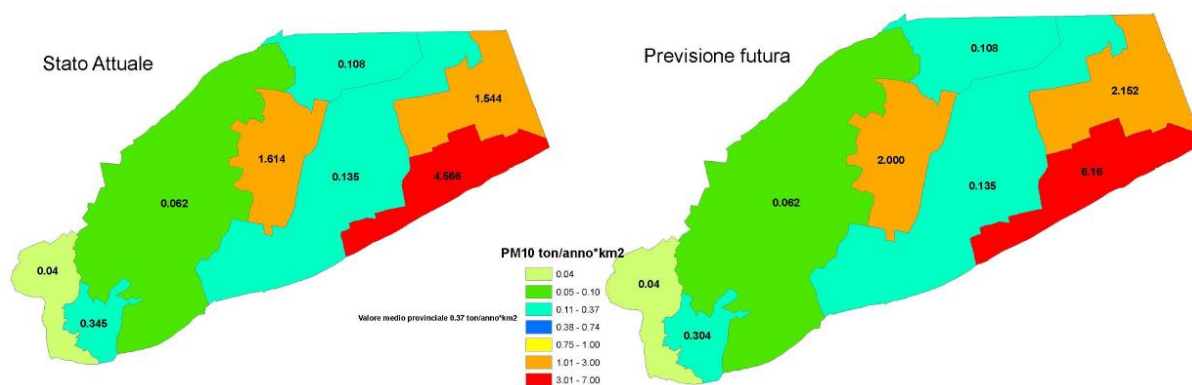 Stato Attuale
0.108
1.544
1.614
4.566
0.135
0.062
0.04
0.345
Previsione futura
0.108
2.152
2.000
6.16
0.135
0.062
0.04
0.304
PM10 ton/anno*km2
0.04
0.05 - 0.10
0.11 - 0.37
0.38 - 0.74
0.75 - 1.00
1.01 - 3.00
3.01 - 7.00
Valore medio provinciale 0.37 ton/anno*km2